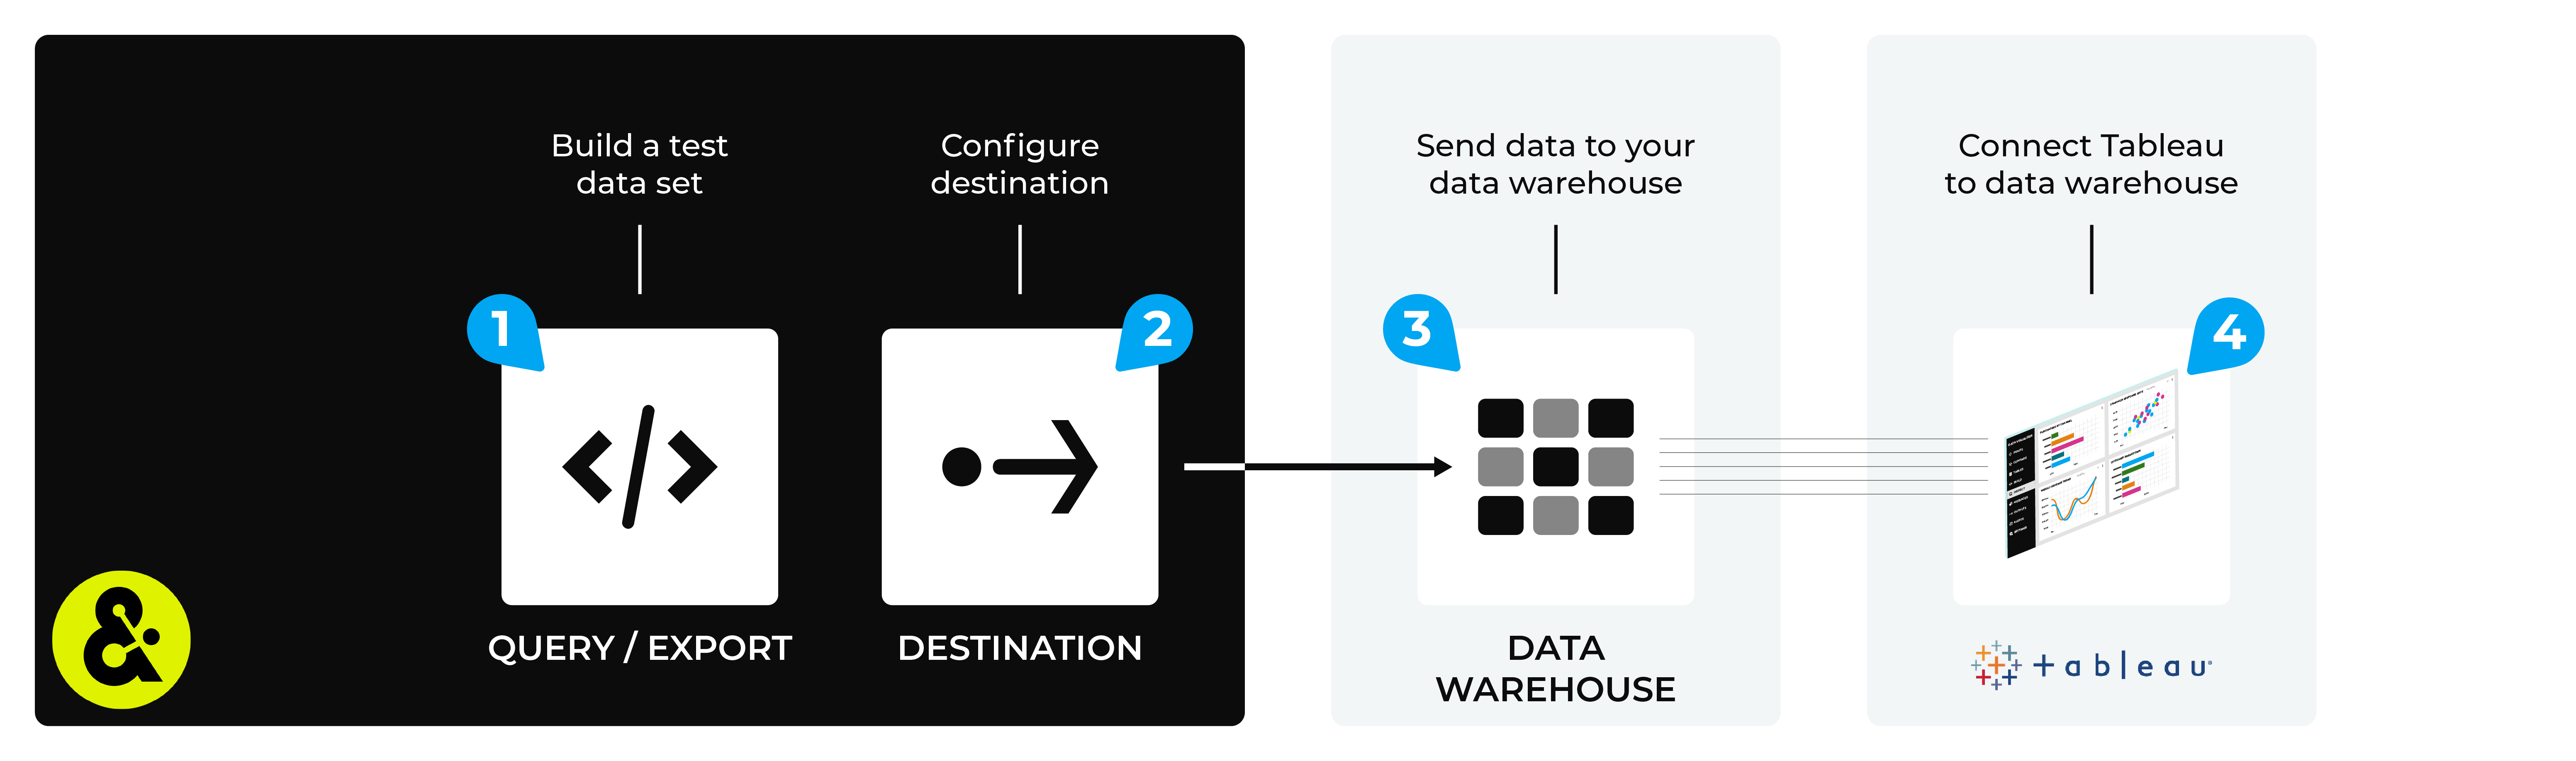 Build a test
data set
1
QUERY / EXPORT
Configure
destination
2
DESTINATION
Send data to your
data warehouse
3
DATA
WAREHOUSE
Connect Tableau
to data warehouse
4
+ableau®